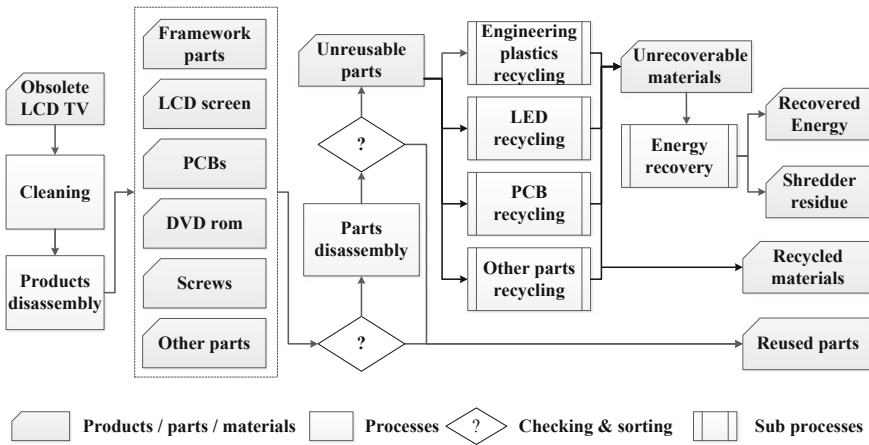 Obsolete
LCD TV
Cleaning
Products
disassembly
Framework
parts
LCD screen
PCBs
DVD rom
Screws
Other parts
Unreusable
parts
?
Parts
disassembly
?
Engineering
plastics
recycling
LED
recycling
PCB
recycling
Other parts
recycling
Unrecoverable
materials
Energy
recovery
Recovered
Energy
Shredder
residue
Recycled
materials
Reused parts
Products / parts / materials
Processes
?
Checking & sorting
Sub processes